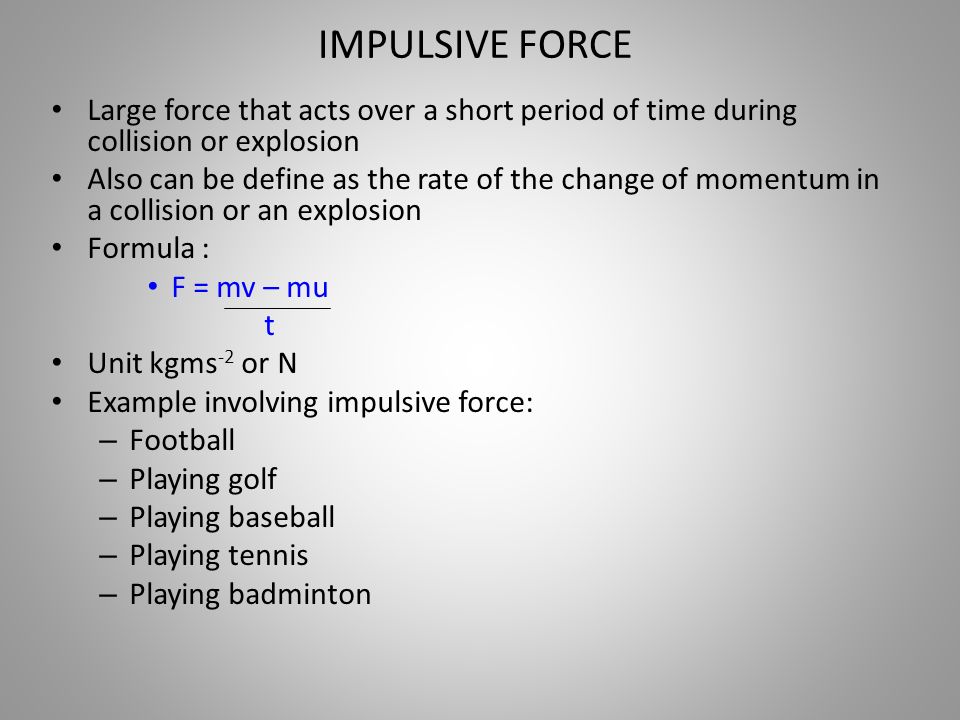 IMPULSIVE FORCE
• Large force that acts over a short period of time during
collision or explosion
• Also can be define as the rate of the change of momentum in
a collision or an explosion
• Formula :
• F = mv – mu
t
• Unit kgms-2 or N
• Example involving impulsive force:
– Football
– Playing golf
– Playing baseball
– Playing tennis
– Playing badminton